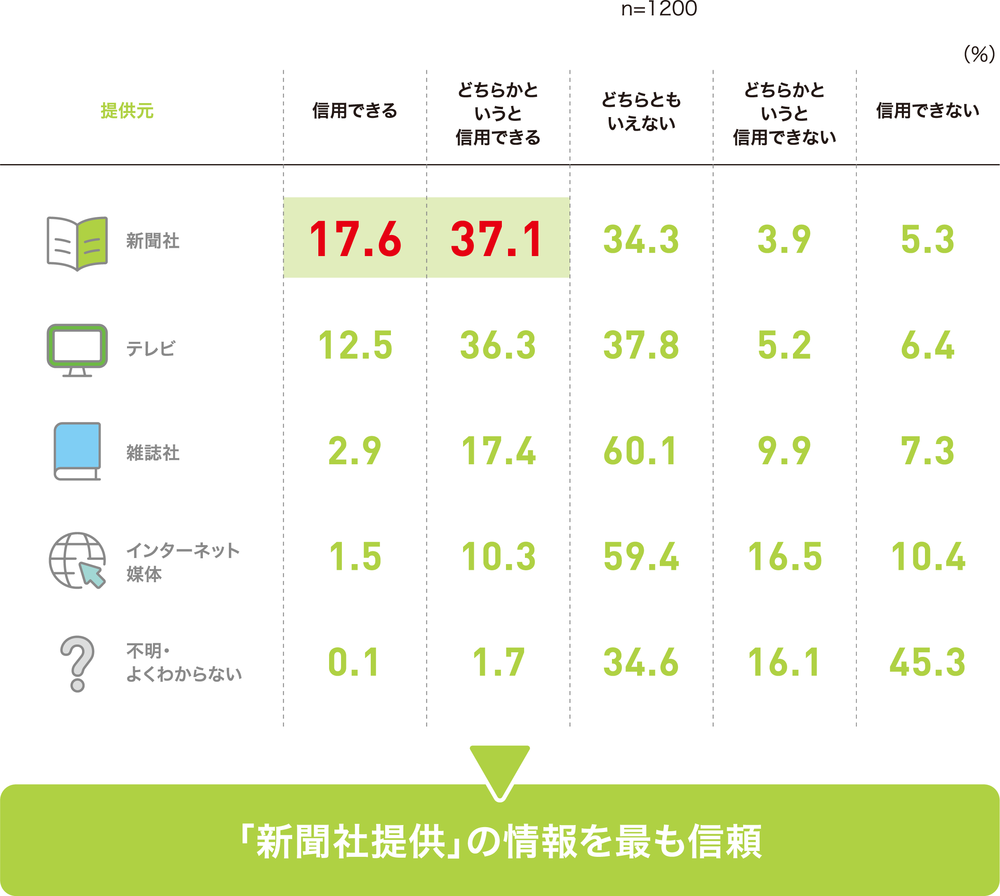 n=1200
(%)
提供元
信用できる
どちらかと
いうと
信用できる
どちらとも
いえない
どちらかと
いうと
信用できない
信用できない
新聞社
17.6
37.1
34.3
3.9
5.3
テレビ
12.5
36.3
37.8
5.2
6.4
雑誌社
2.9
17.4
60.1
9.9
7.3
インターネット
媒体
1.5
10.3
59.4
16.5
10.4
不明・
よくわからない
0.1
1.7
34.6
16.1
45.3
「新聞社提供」の情報を最も信頼